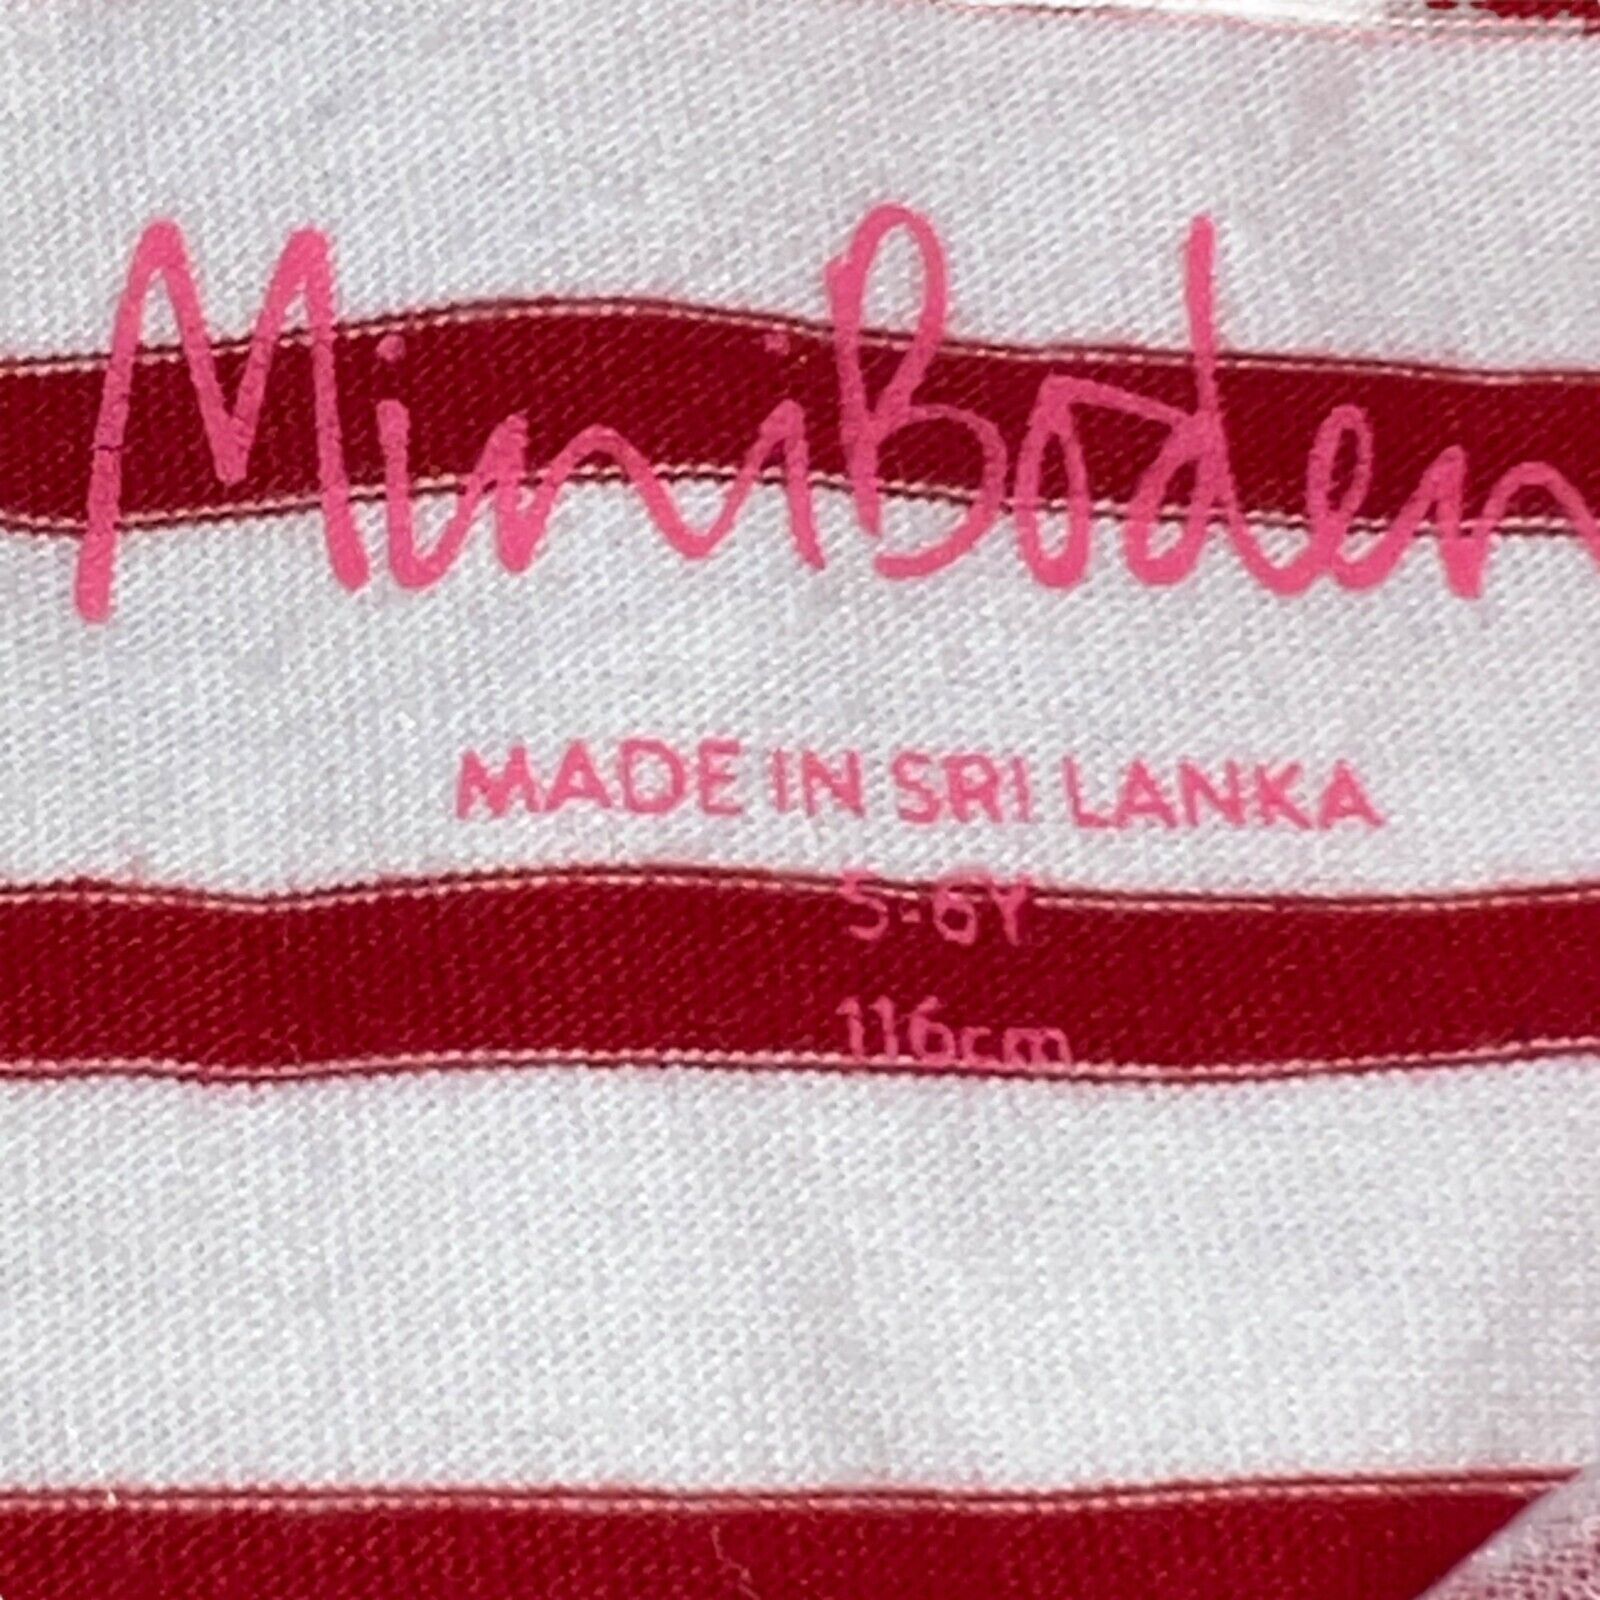 MiniBoden
MADE IN SRI LANKA
5-6Y
116cm